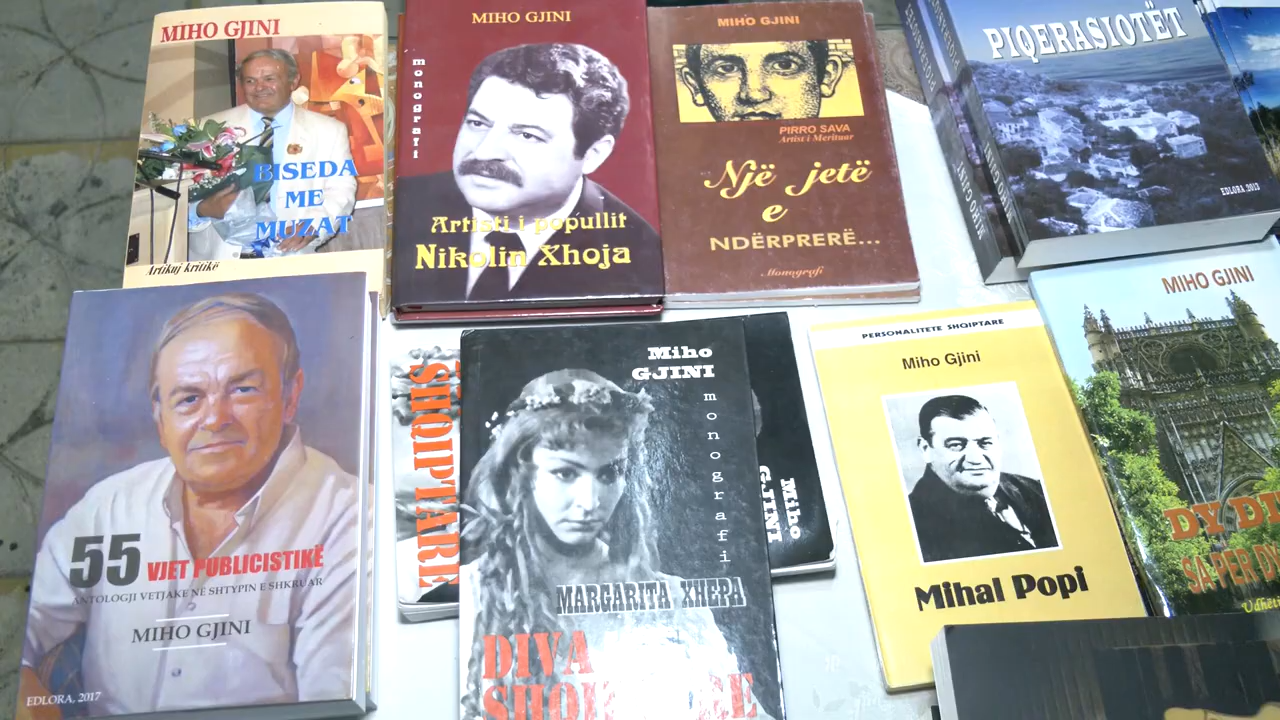 MIHO GJINI
BISEDA
ME
MUZAT
Artikuj kritikë
MIHO GJINI
monografi
Artisti i popullit
Nikolin Xhoja
MIHO GJINI
PIRRO SAVA
Artist i Merituar
Një jetë
e
NDËRPRERË...
Monografi
PIQERASIOTËT
EDLORA, 2013
MIHO GJINI
55 VJET PUBLICISTIKË
ANTOLOGJI VETJAKE NË SHTYPIN E SHKRUAR
MIHO GJINI
EDLORA, 2017
SHQIPTARE
Miho
GJINI
monografi
MARGARITA XHEPA
DIVA
Miho
GJINI
PERSONALITETE SHQIPTARE
Miho Gjini
Mihal Popi
MIHO GJINI
DY
SA PËR